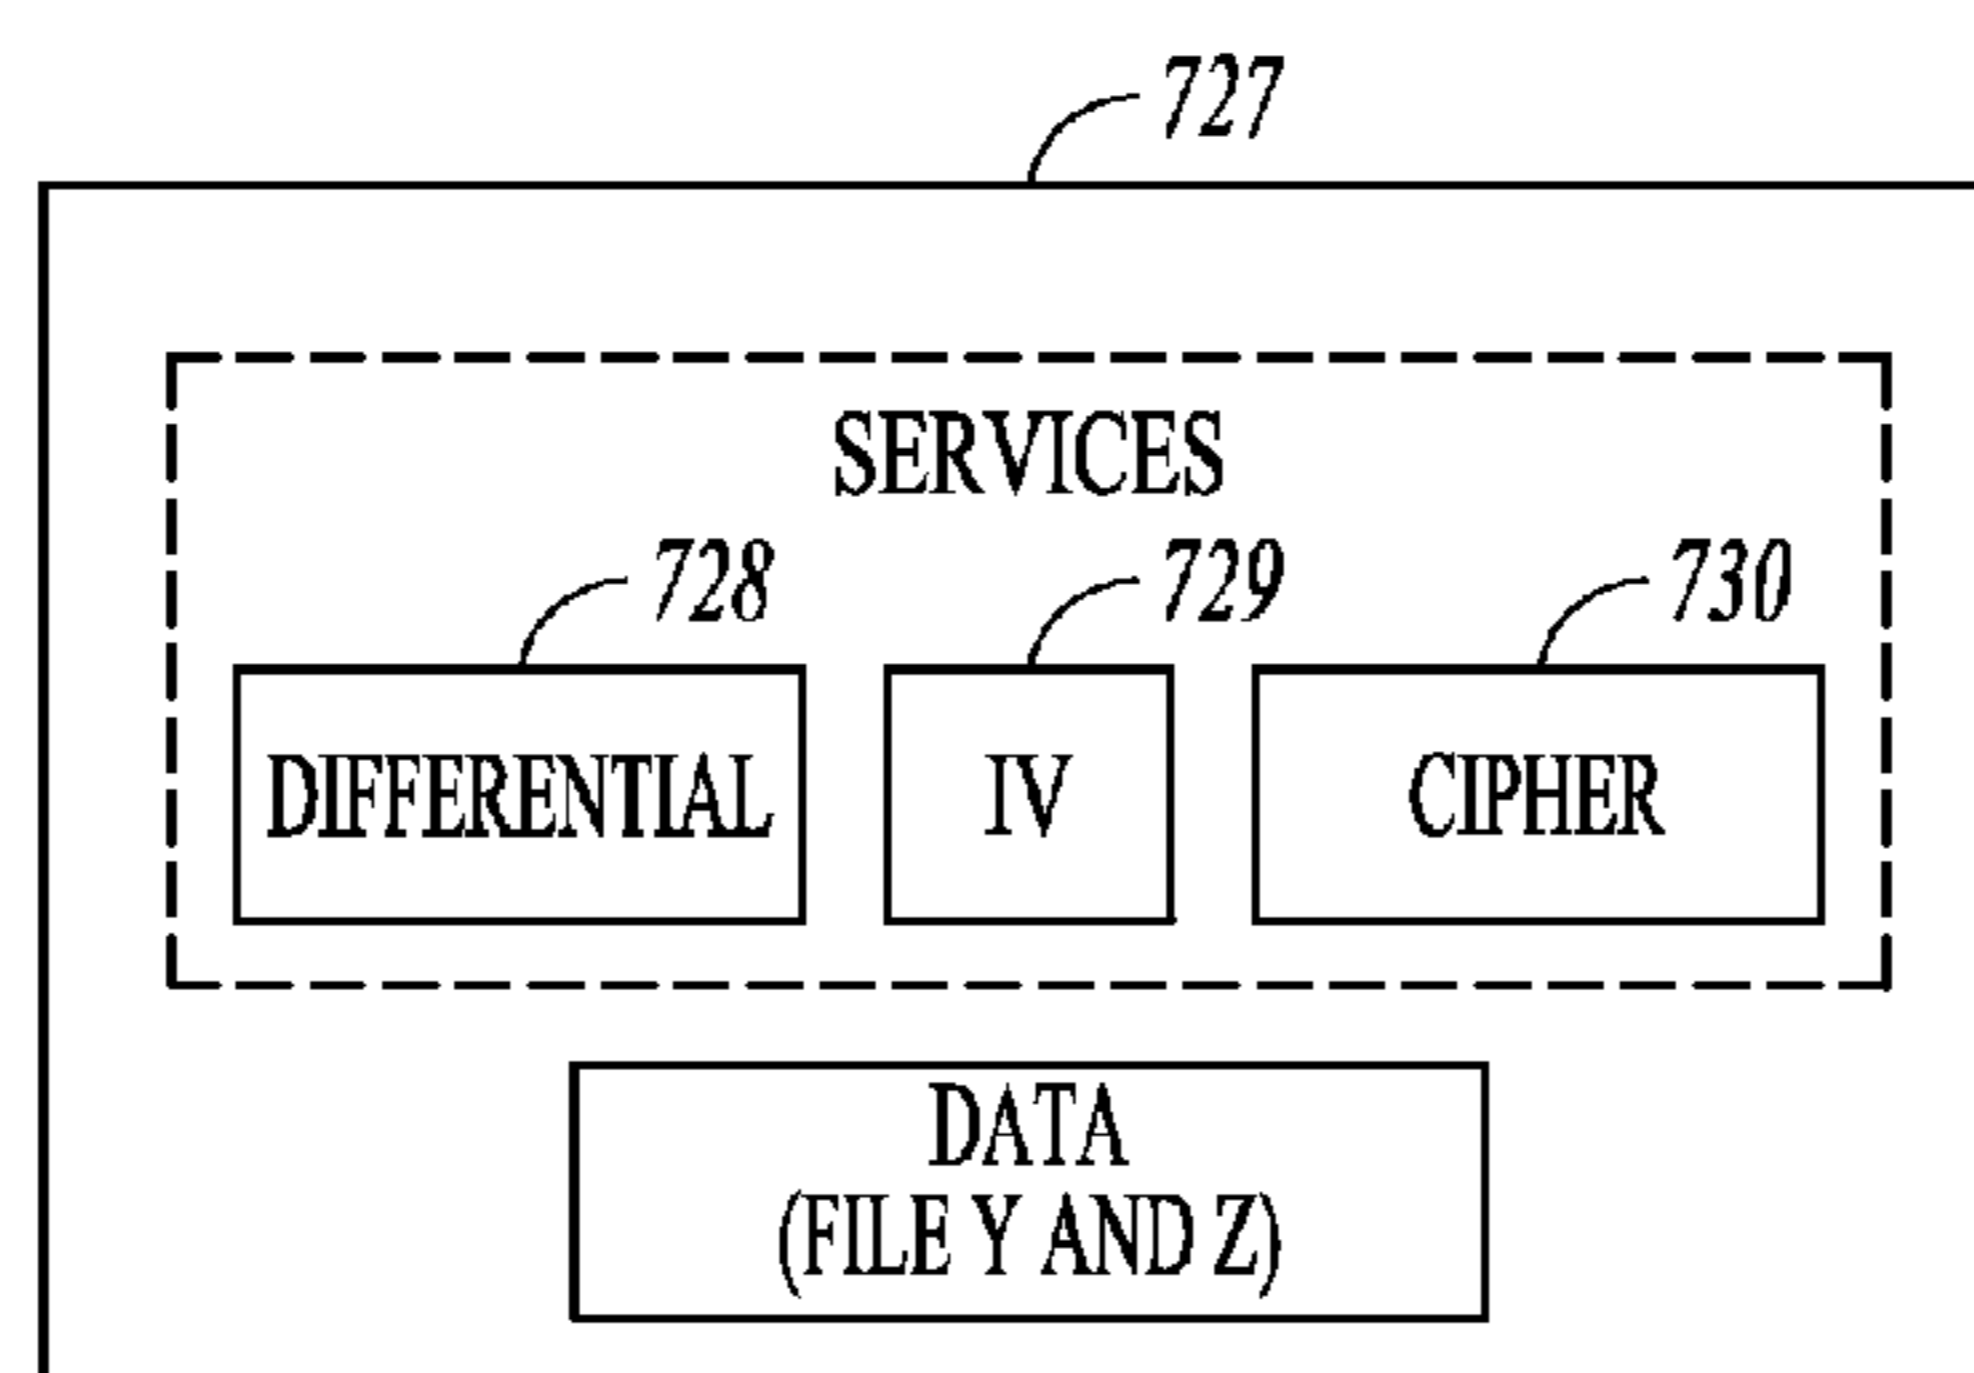 727
SERVICES
728 729 730
DIFFERENTIAL IV CIPHER
DATA
(FILE Y AND Z)